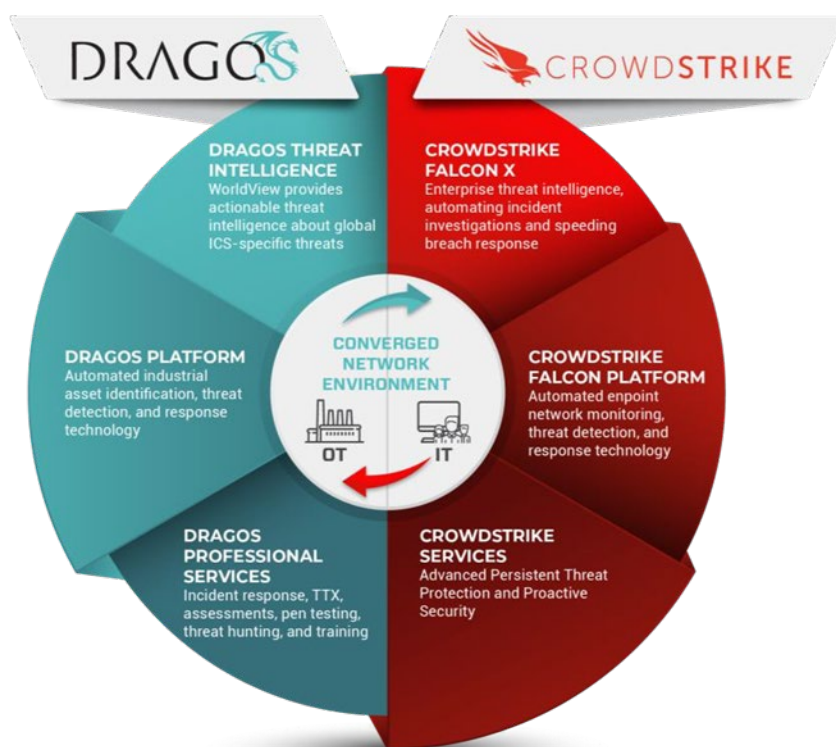 DRAGOS
CROWDSTRIKE
DRAGOS THREAT
INTELLIGENCE
WorldView provides
actionable threat
intelligence about global
ICS-specific threats
CROWDSTRIKE
FALCON X
Enterprise threat intelligence,
automating incident
investigations and speeding
breach response
DRAGOS PLATFORM
Automated industrial
asset identification, threat
detection, and response
technology
CONVERGED
NETWORK
ENVIRONMENT
OT
IT
CROWDSTRIKE
FALCON PLATFORM
Automated enpoint
network monitoring,
threat detection, and
response technology
DRAGOS
PROFESSIONAL
SERVICES
Incident response, TTX,
assessments, pen testing,
threat hunting, and training
CROWDSTRIKE
SERVICES
Advanced Persistent Threat
Protection and Proactive
Security